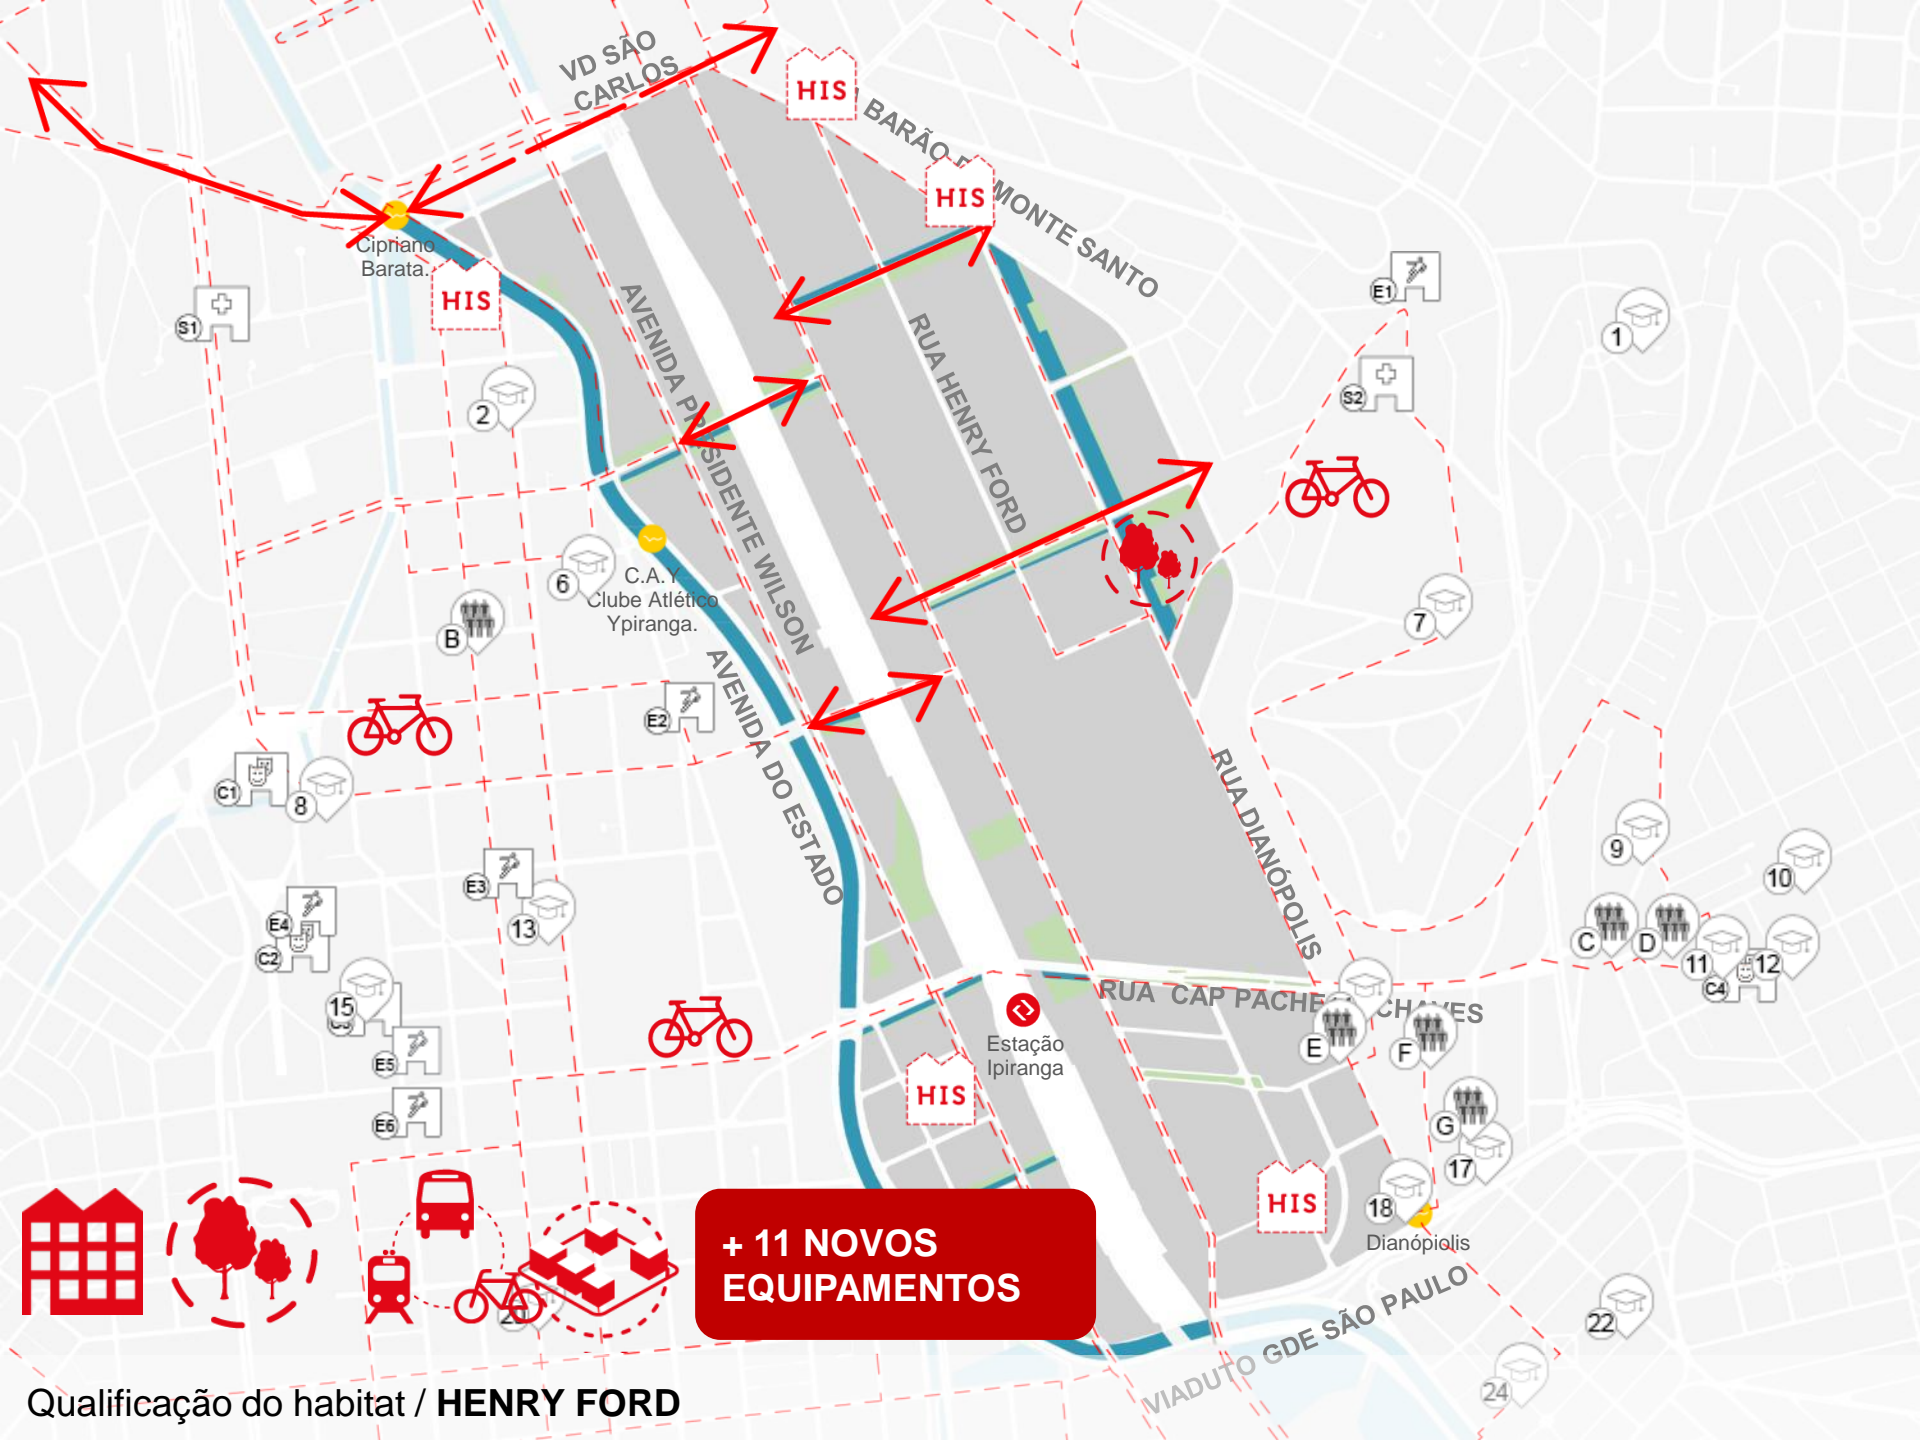 VD SÃO
CARLOS
HIS
BARÃO
MONTE SANTO
HIS
Cipriano
Barata.
HIS
S1
E1
1
S2
2
AVENIDA PRESIDENTE WILSON
RUA HENRY FORD
6
C.A.Y
Clube Atlético
Ypiranga.
7
B
E2
AVENIDA DO ESTADO
RUA DIANÓPOLIS
C1
8
9
10
E3
13
E4
C2
C
D
11
12
C4
15
RUA CAP PACHE
CHAVES
Estação
Ipiranga
E
F
E5
HIS
E6
G
17
HIS
18
Dianópiolis
+ 11 NOVOS
EQUIPAMENTOS
22
VIADUTO GDE SÃO PAULO
24
Qualificação do habitat / HENRY FORD